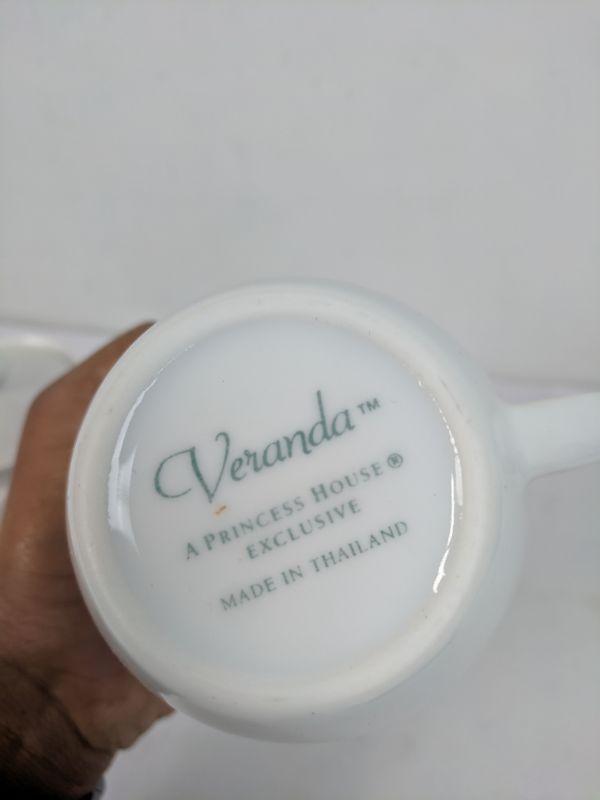 Veranda™
A PRINCESS HOUSE®
EXCLUSIVE
MADE IN THAILAND